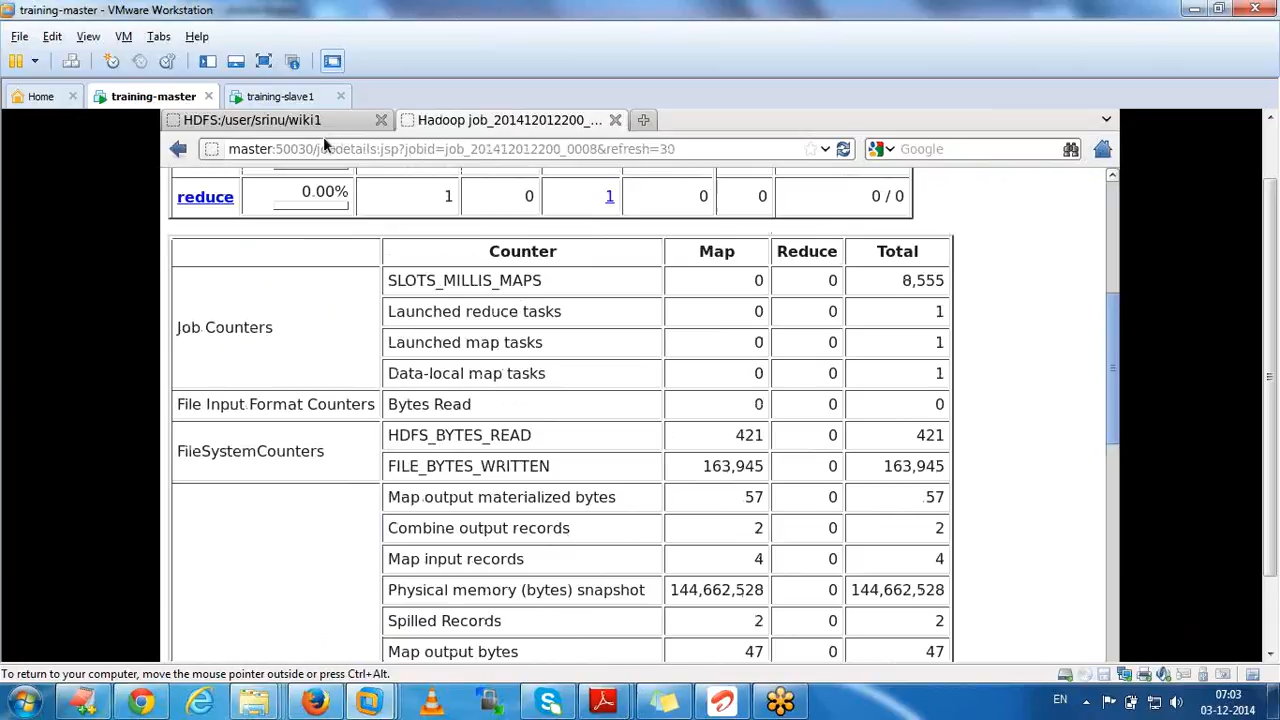 training-master - VMware Workstation
File Edit View VM Tabs Help
Home training-master training-slave1
HDFS:/user/srinu/wiki1 Hadoop job_201412012200_...
master:50030/jobdetails.jsp?jobid=job_201412012200_0008&refresh=30 Google
reduce 0.00% 1 0 1 0 0 0 / 0
Counter Map Reduce Total
Job Counters
SLOTS_MILLIS_MAPS 0 0 8,555
Launched reduce tasks 0 0 1
Launched map tasks 0 0 1
Data-local map tasks 0 0 1
File Input Format Counters Bytes Read 0 0 0
FileSystemCounters
HDFS_BYTES_READ 421 0 421
FILE_BYTES_WRITTEN 163,945 0 163,945
Map output materialized bytes 57 0 57
Combine output records 2 0 2
Map input records 4 0 4
Physical memory (bytes) snapshot 144,662,528 0 144,662,528
Spilled Records 2 0 2
Map output bytes 47 0 47
To return to your computer, move the mouse pointer outside or press Ctrl+Alt.
EN 07:03
03-12-2014